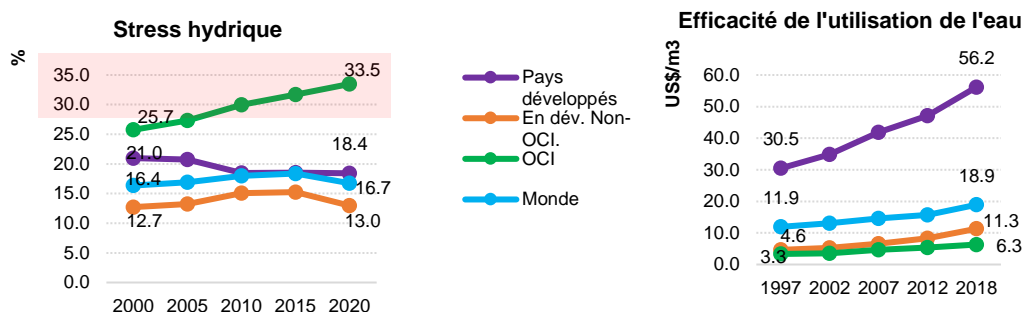 Stress hydrique
%
35.0
30.0
25.0
20.0
15.0
10.0
5.0
0.0
33.5
25.7
21.0
18.4
16.4
16.7
12.7
13.0
2000 2005 2010 2015 2020
Pays
développés
En dév. Non-
OCI.
OCI
Monde
Efficacité de l'utilisation de l'eau
US$/m3
60.0
50.0
40.0
30.0
20.0
10.0
0.0
56.2
30.5
18.9
11.9
11.3
4.6
6.3
3.3
1997 2002 2007 2012 2018